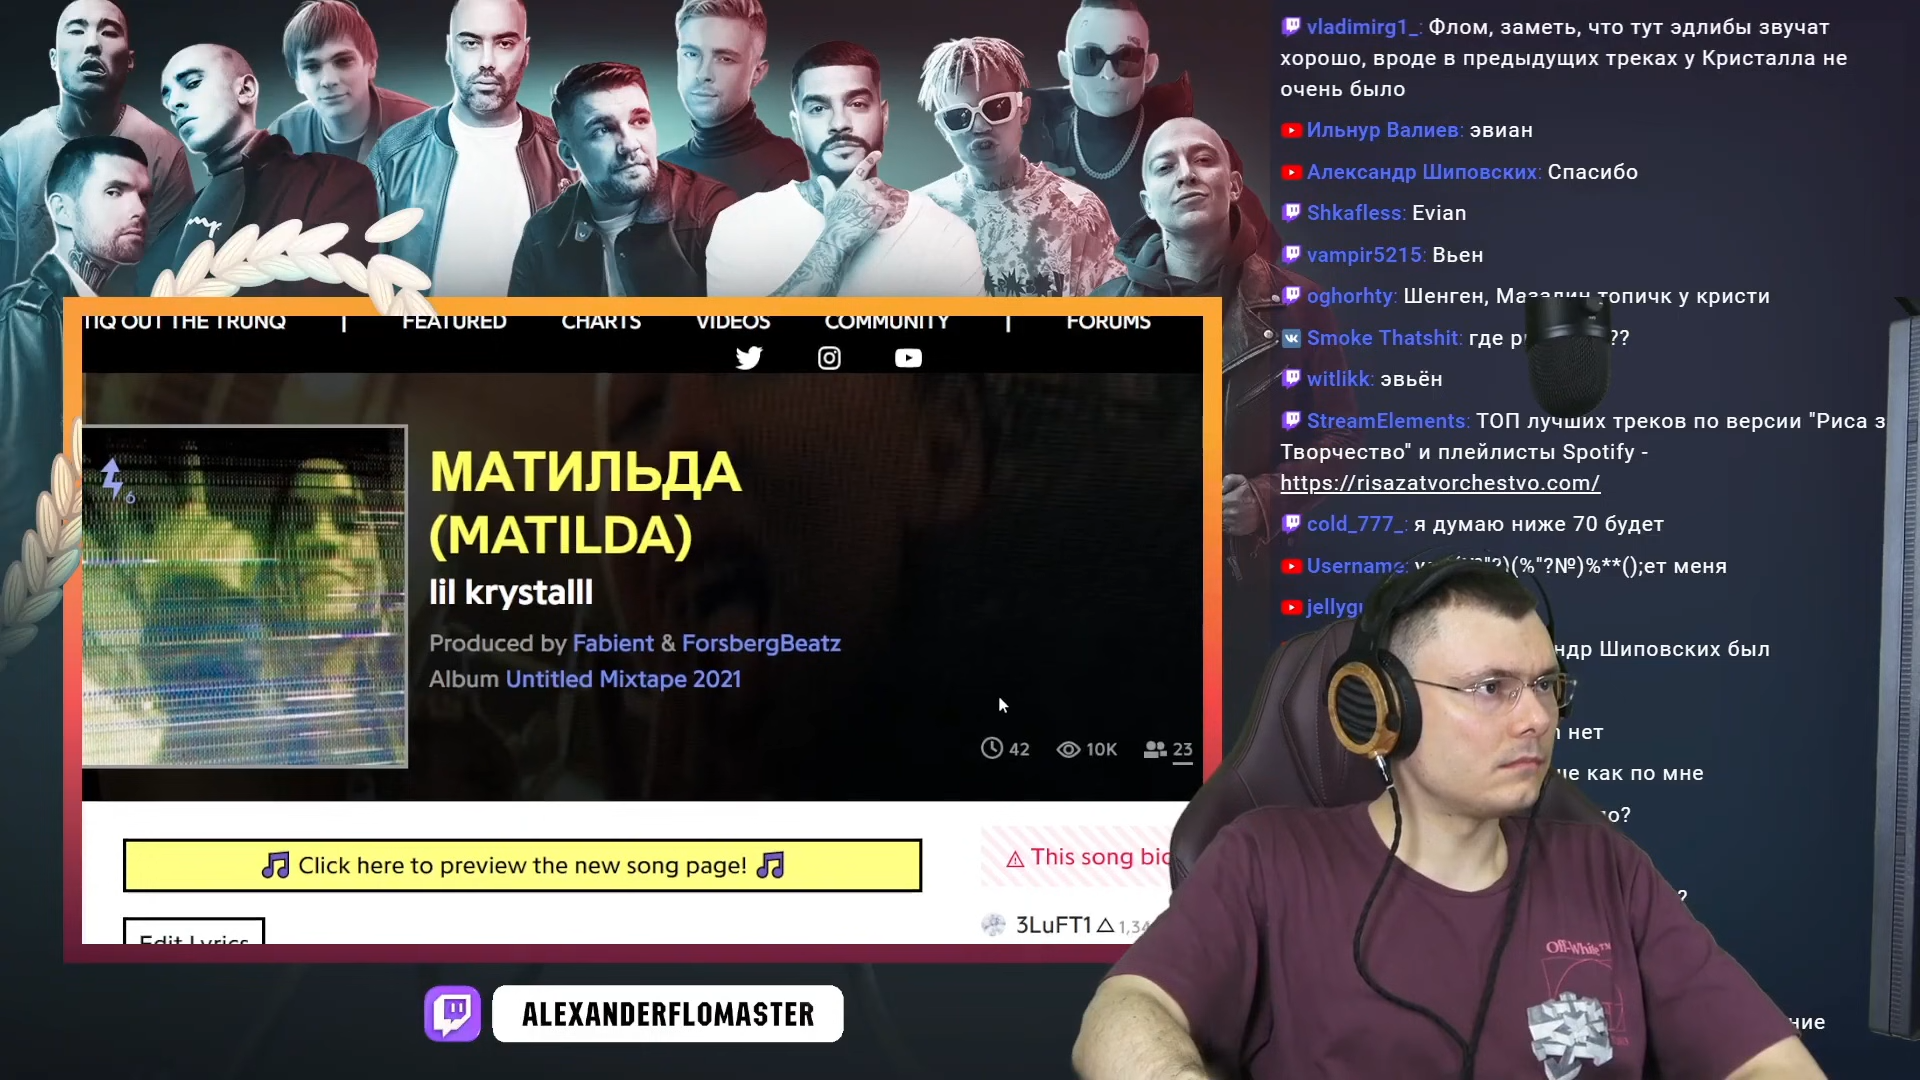 TIQ OUT THE TRUNQ | FEATURED CHARTS VIDEOS COMMUNITY | FORUMS
МАТИЛЬДА
(MATILDA)
lil krystalll
Produced by Fabient & ForsbergBeatz
Album Untitled Mixtape 2021
42 10K 23
Click here to preview the new song page!
This song bio
3LuFT1
Edit Lyrics
ALEXANDERFLOMASTER
vladimirg1_: Флом, заметь, что тут эдлибы звучат
хорошо, вроде в предыдущих треках у Кристалла не
очень было
Ильнур Валиев: эвиан
Александр Шиповских: Спасибо
Shkafless: Evian
vampir5215: Вьен
oghorhty: Шенген, Мазадин топичк у кристи
Smoke Thatshit: где ??
witlikk: эвьён
StreamElements: ТОП лучших треков по версии "Риса з
Творчество" и плейлисты Spotify -
https://risazatvorchestvo.com/
cold_777_: я думаю ниже 70 будет
Username: )(%"?№)%**();ет меня
ндр Шиповских был
нет
как по мне
Off-White™